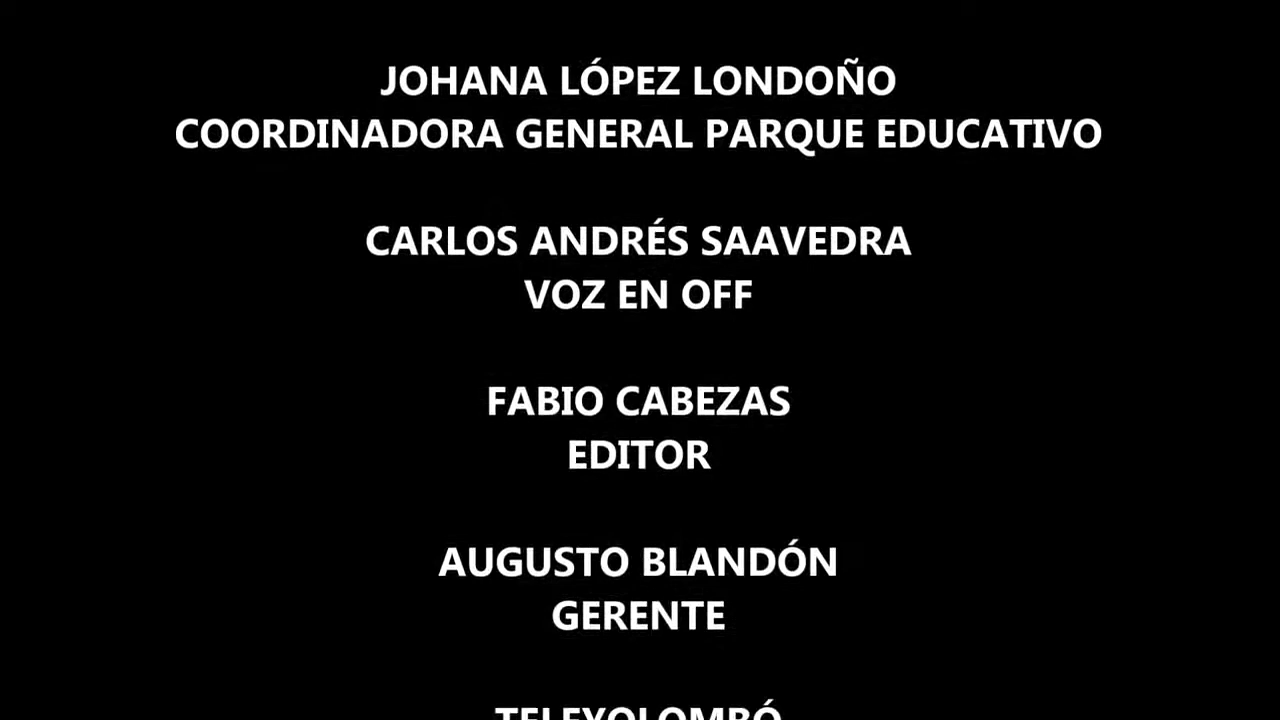 JOHANA LÓPEZ LONDOÑO
COORDINADORA GENERAL PARQUE EDUCATIVO
CARLOS ANDRÉS SAAVEDRA
VOZ EN OFF
FABIO CABEZAS
EDITOR
AUGUSTO BLANDÓN
GERENTE
TELEYOLOMBÓ